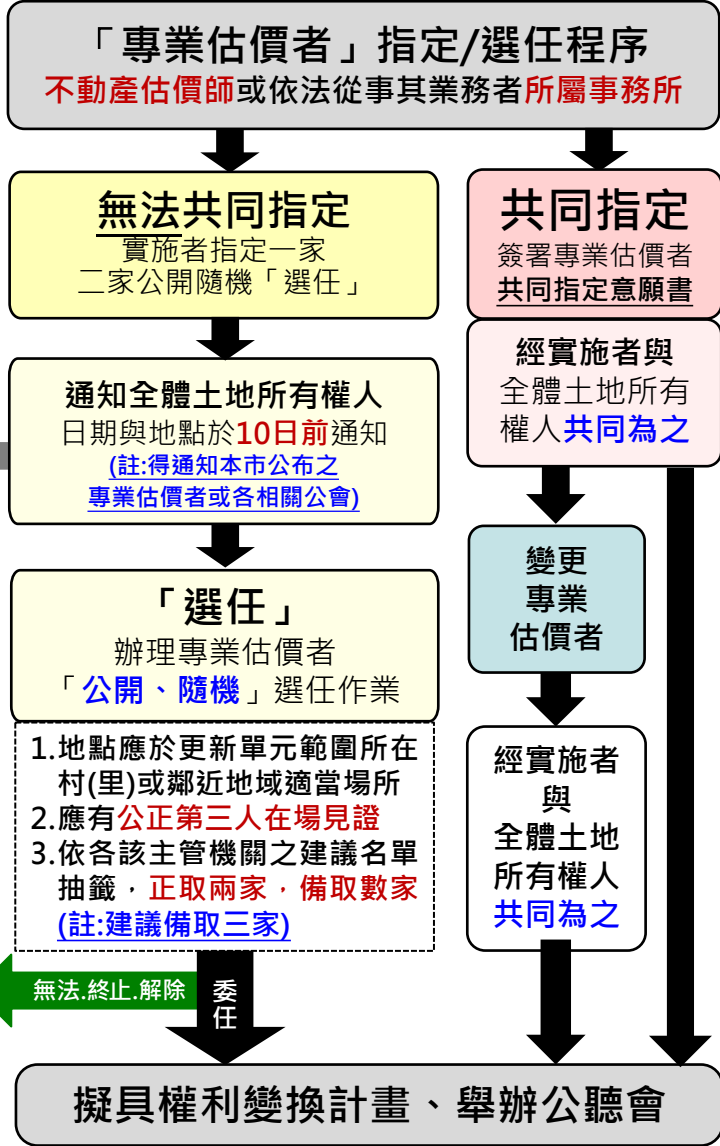 「專業估價者」指定/選任程序
不動產估價師或依法從事其業務者所屬事務所
無法共同指定
實施者指定一家
二家公開隨機「選任」
通知全體土地所有權人
日期與地點於10日前通知
(註:得通知本市公布之
專業估價者或各相關公會)
「選任」
辦理專業估價者
「公開、隨機」選任作業
1.地點應於更新單元範圍所在
村(里)或鄰近地域適當場所
2.應有公正第三人在場見證
3.依各該主管機關之建議名單
抽籤，正取兩家，備取數家
(註:建議備取三家)
無法.終止.解除
委
任
共同指定
簽署專業估價者
共同指定意願書
經實施者與
全體土地所有
權人共同為之
變更
專業
估價者
經實施者
與
全體土地
所有權人
共同為之
擬具權利變換計畫、舉辦公聽會